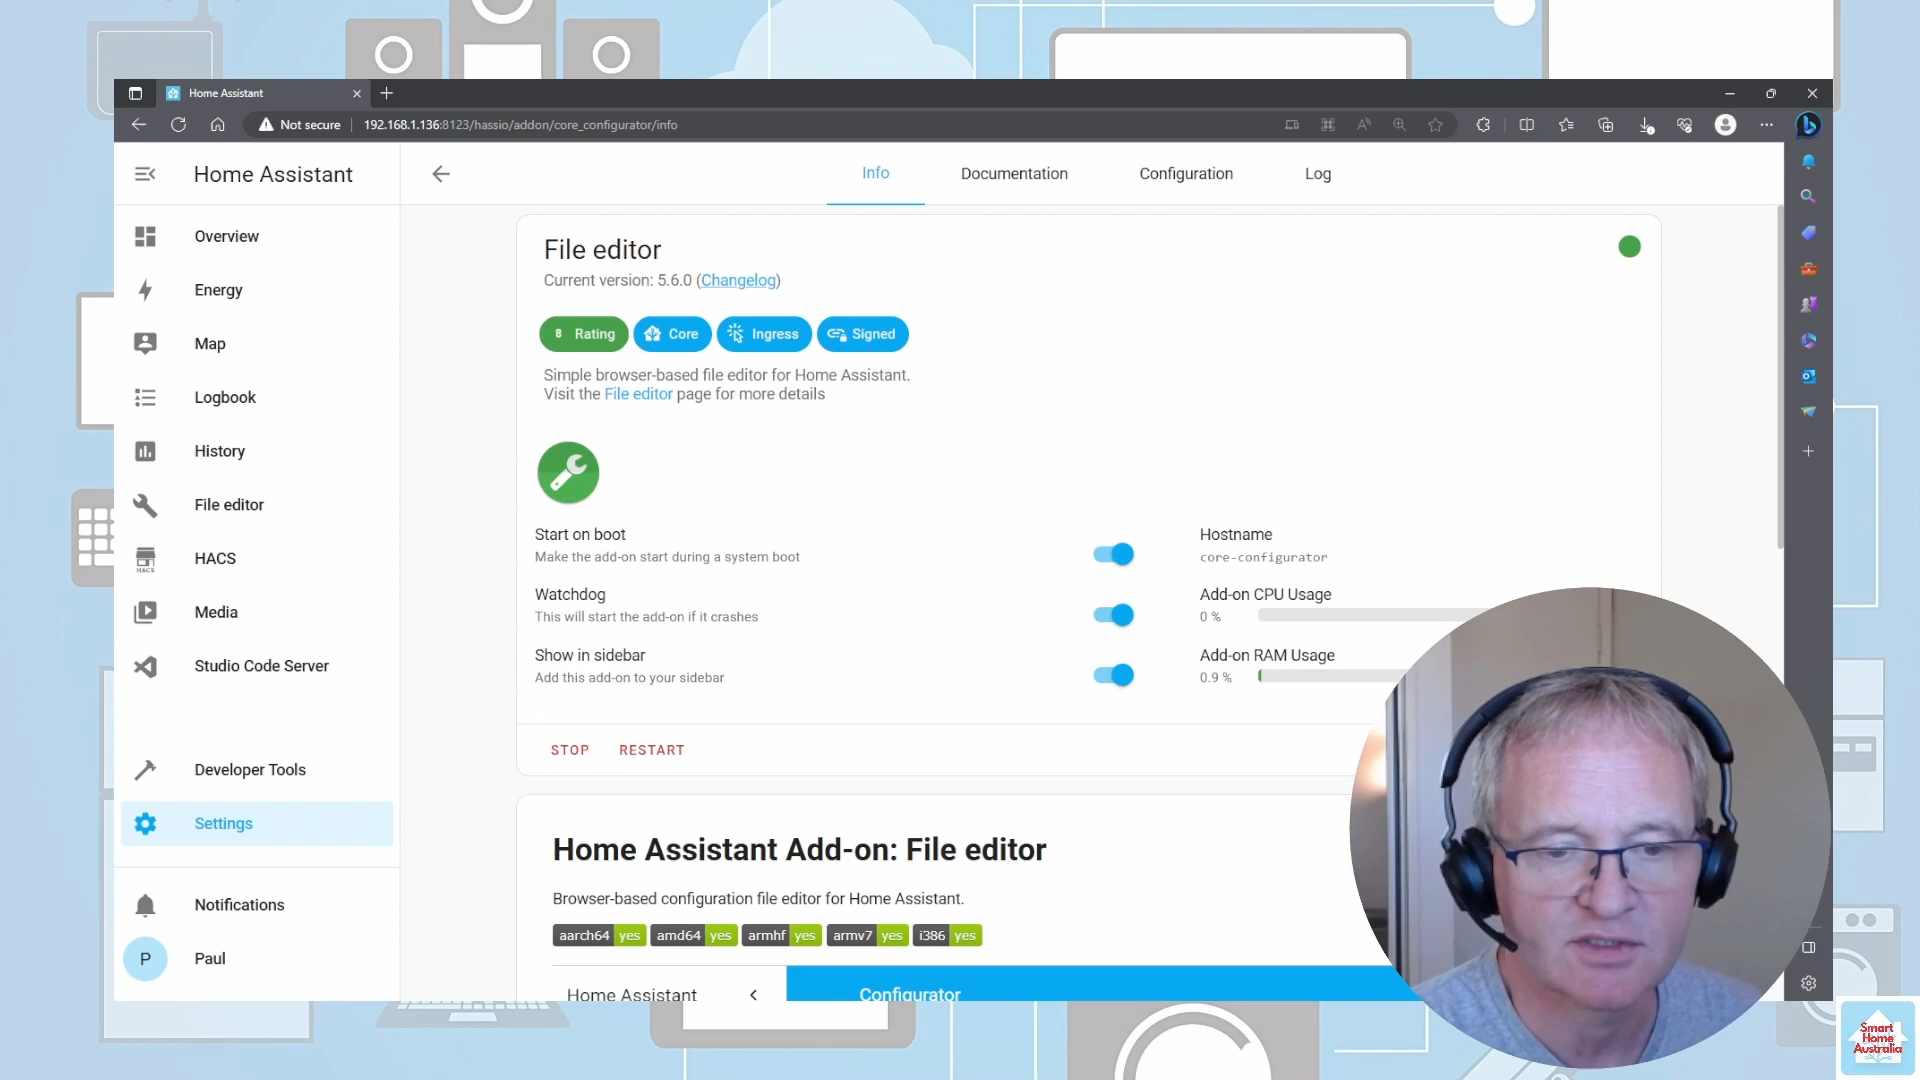 Home Assistant
Not secure
192.168.1.136:8123/hassio/addon/core_configurator/info
Home Assistant
Info
Documentation
Configuration
Log
Overview
Energy
Map
Logbook
History
File editor
HACS
HACS
Media
Studio Code Server
Developer Tools
Settings
Notifications
P
Paul
File editor
Current version: 5.6.0 (Changelog)
8 Rating
Core
Ingress
Signed
Simple browser-based file editor for Home Assistant.
Visit the File editor page for more details
Start on boot
Make the add-on start during a system boot
Watchdog
This will start the add-on if it crashes
Show in sidebar
Add this add-on to your sidebar
Hostname
core-configurator
Add-on CPU Usage
0 %
Add-on RAM Usage
0.9 %
STOP
RESTART
Home Assistant Add-on: File editor
Browser-based configuration file editor for Home Assistant.
aarch64 yes
amd64 yes
armhf yes
armv7 yes
i386 yes
Home Assistant
Configurator
Smart
Home
Australia